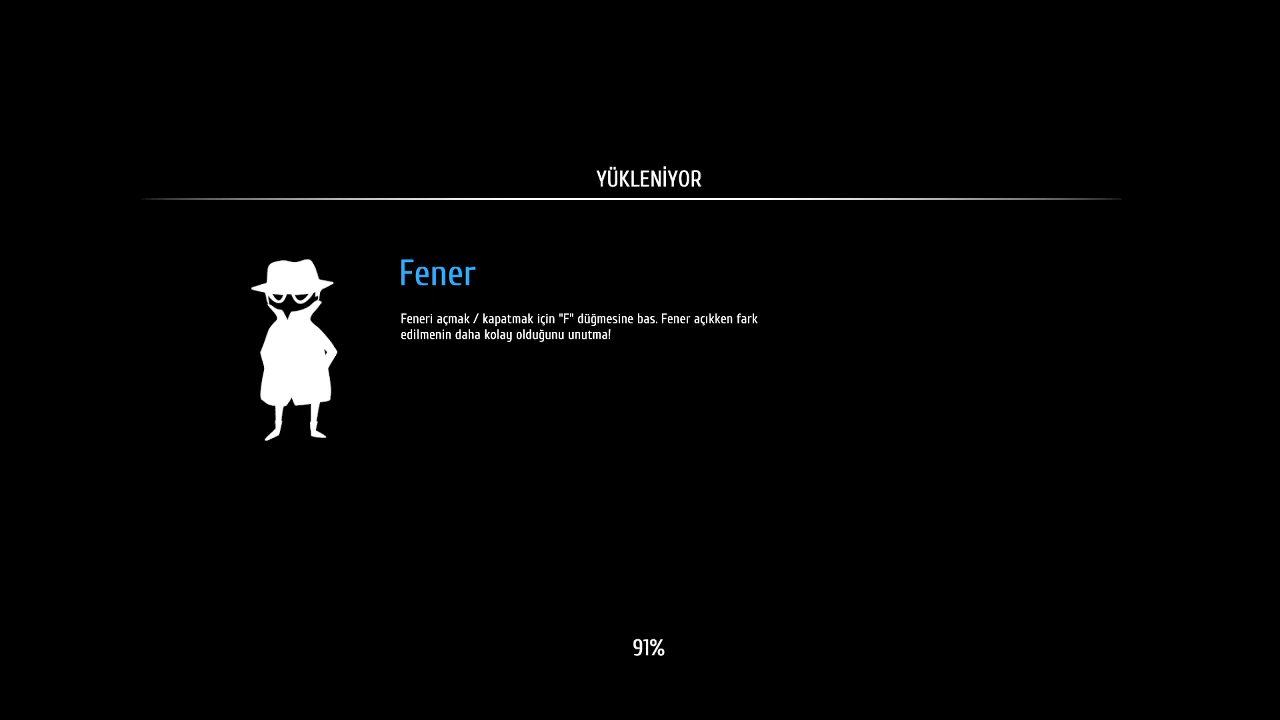 YÜKLENİYOR
Fener
Feneri açmak / kapatmak için "F" düğmesine bas. Fener açıkken fark
edilmenin daha kolay olduğunu unutma!
91%